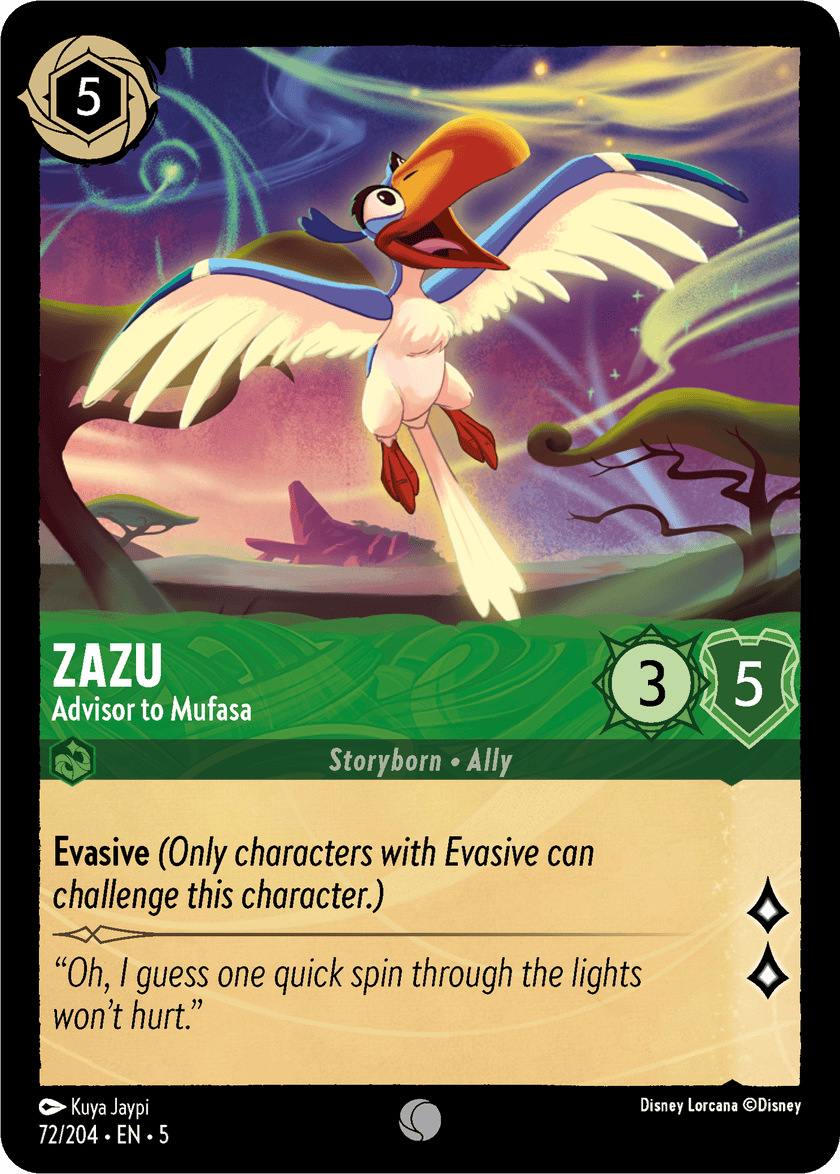 5
ZAZU
Advisor to Mufasa
3
5
Storyborn • Ally
Evasive (Only characters with Evasive can
challenge this character.)
“Oh, I guess one quick spin through the lights
won’t hurt.”
Kuya Jaypi
Disney Lorcana ©Disney
72/204 • EN • 5